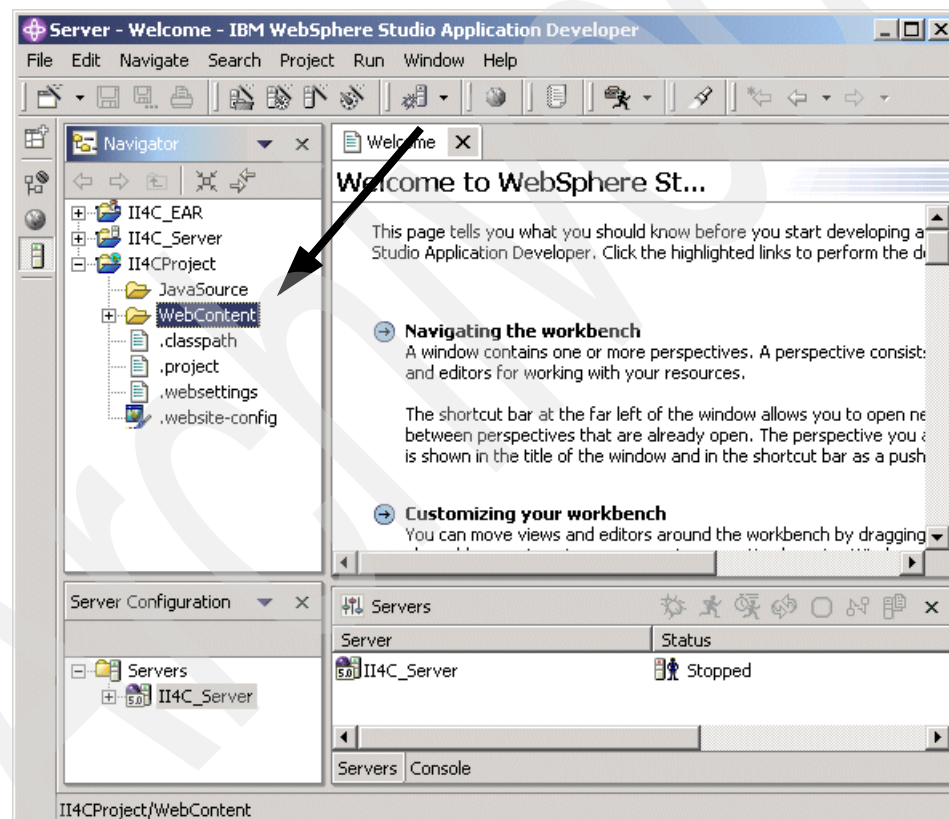 Server - Welcome - IBM WebSphere Studio Application Developer
File Edit Navigate Search Project Run Window Help
Navigator
II4C_EAR
II4C_Server
II4CProject
JavaSource
WebContent
.classpath
.project
.websettings
.website-config
Welcome
Welcome to WebSphere St...
This page tells you what you should know before you start developing a
Studio Application Developer. Click the highlighted links to perform the
Navigating the workbench
A window contains one or more perspectives. A perspective consists
and editors for working with your resources.
The shortcut bar at the far left of the window allows you to open ne
between perspectives that are already open. The perspective you
is shown in the title of the window and in the shortcut bar as a push
Customizing your workbench
You can move views and editors around the workbench by dragging
Server Configuration
Servers
II4C_Server
Servers
Server Status
II4C_Server Stopped
Servers Console
II4CProject/WebContent